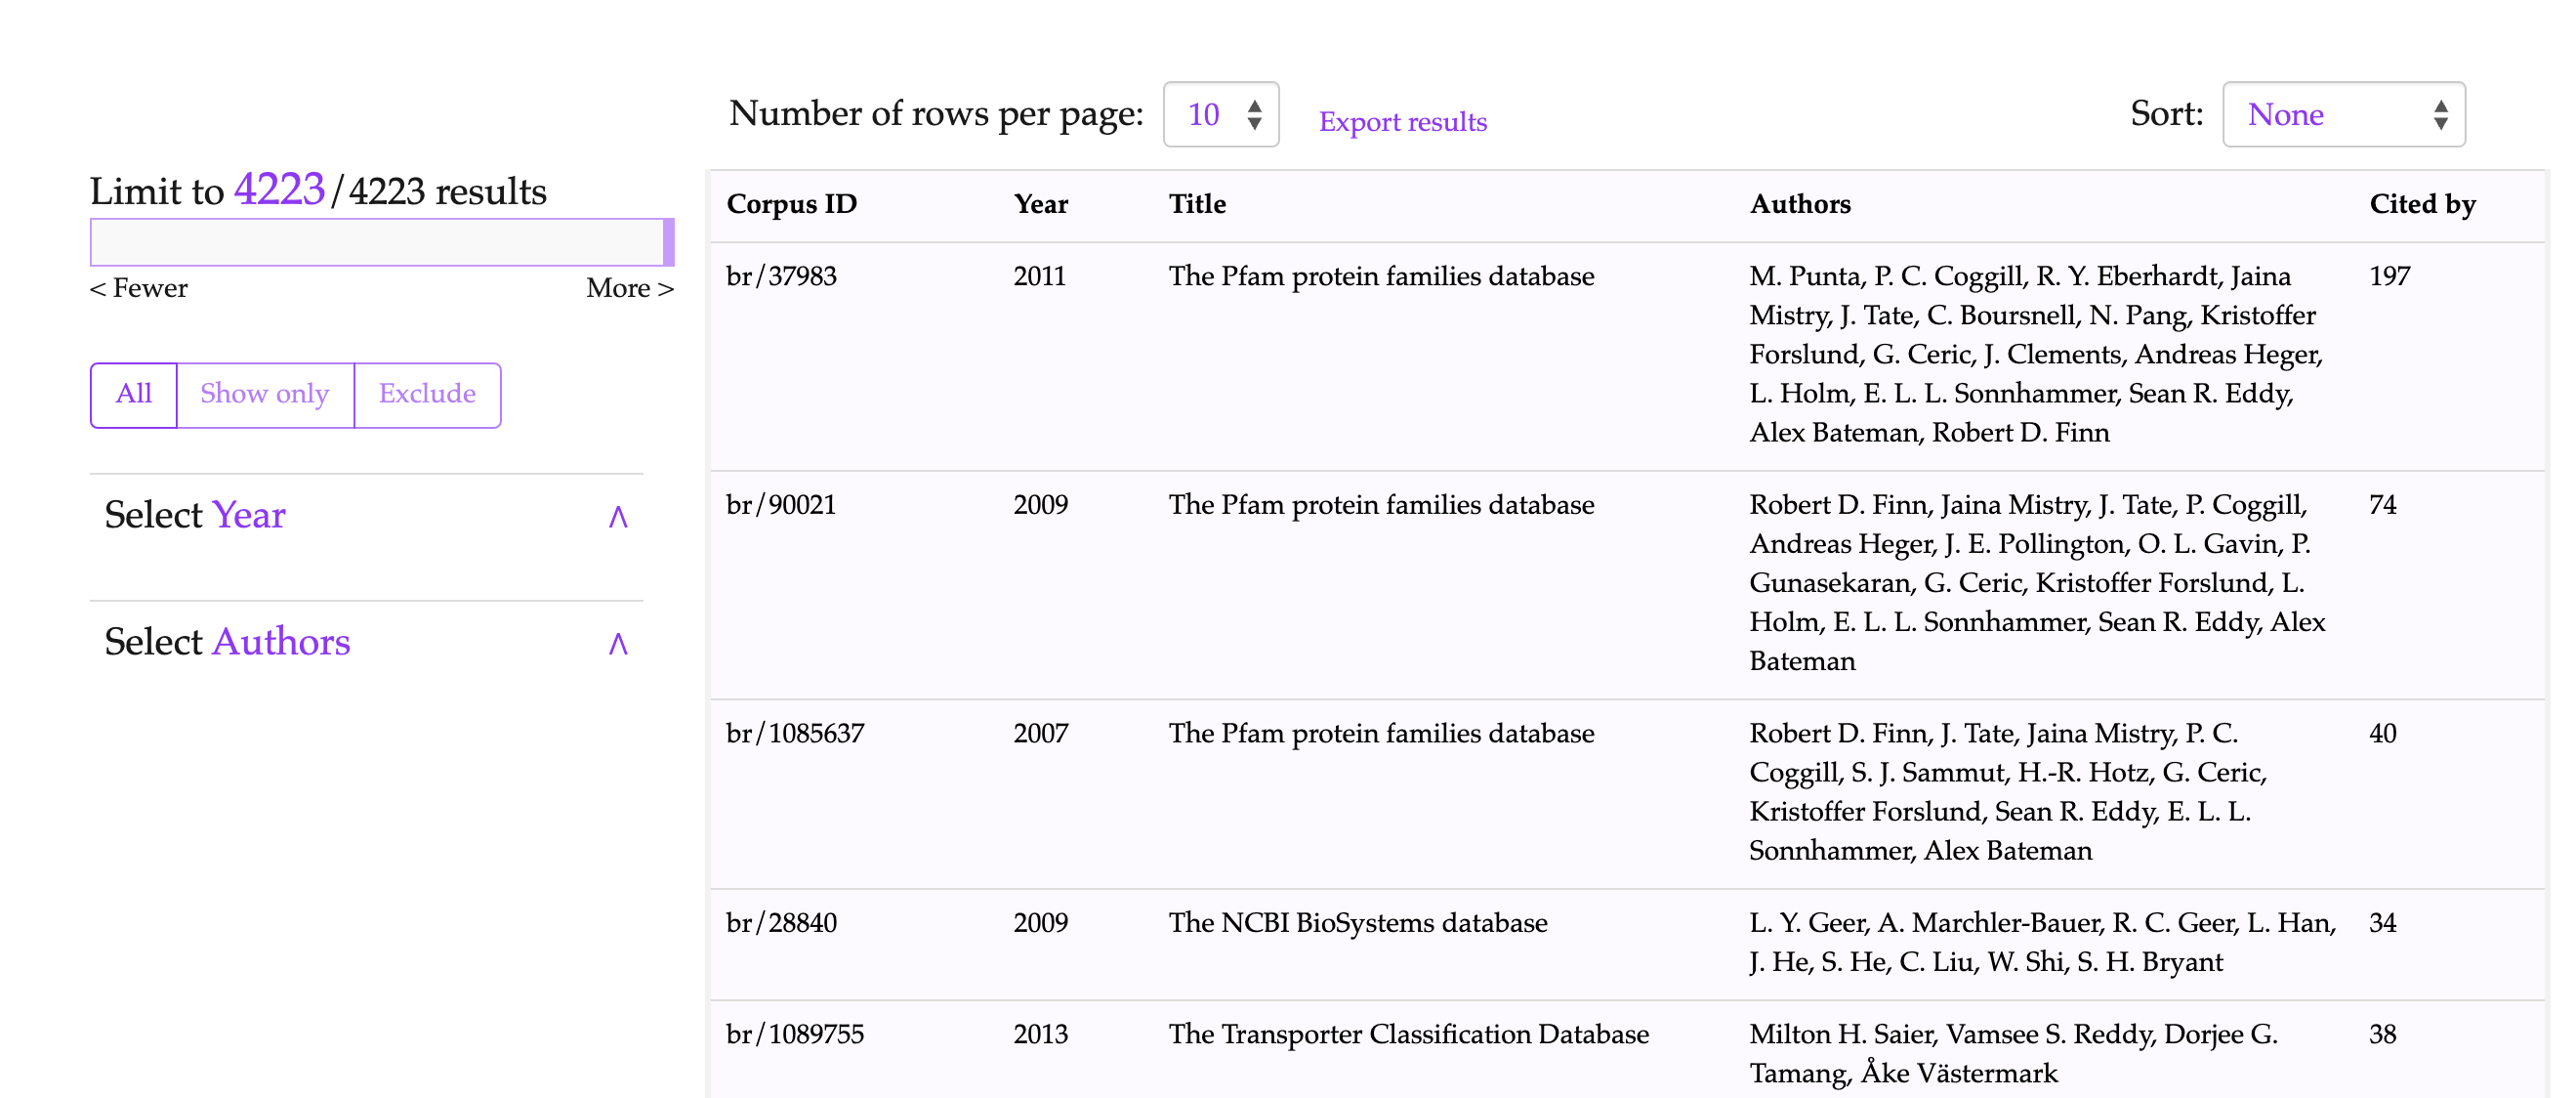 Number of rows per page: 10 Export results Sort: None
Limit to 4223/4223 results
< Fewer More >
All Show only Exclude
Select Year
Select Authors
Corpus ID Year Title Authors Cited by
br/37983 2011 The Pfam protein families database M. Punta, P. C. Coggill, R. Y. Eberhardt, Jaina 197
Mistry, J. Tate, C. Boursnell, N. Pang, Kristoffer
Forslund, G. Ceric, J. Clements, Andreas Heger,
L. Holm, E. L. L. Sonnhammer, Sean R. Eddy,
Alex Bateman, Robert D. Finn
br/90021 2009 The Pfam protein families database Robert D. Finn, Jaina Mistry, J. Tate, P. Coggill, 74
Andreas Heger, J. E. Pollington, O. L. Gavin, P.
Gunasekaran, G. Ceric, Kristoffer Forslund, L.
Holm, E. L. L. Sonnhammer, Sean R. Eddy, Alex
Bateman
br/1085637 2007 The Pfam protein families database Robert D. Finn, J. Tate, Jaina Mistry, P. C. 40
Coggill, S. J. Sammut, H.-R. Hotz, G. Ceric,
Kristoffer Forslund, Sean R. Eddy, E. L. L.
Sonnhammer, Alex Bateman
br/28840 2009 The NCBI BioSystems database L. Y. Geer, A. Marchler-Bauer, R. C. Geer, L. Han, 34
J. He, S. He, C. Liu, W. Shi, S. H. Bryant
br/1089755 2013 The Transporter Classification Database Milton H. Saier, Vamsee S. Reddy, Dorjee G. 38
Tamang, Åke Västermark